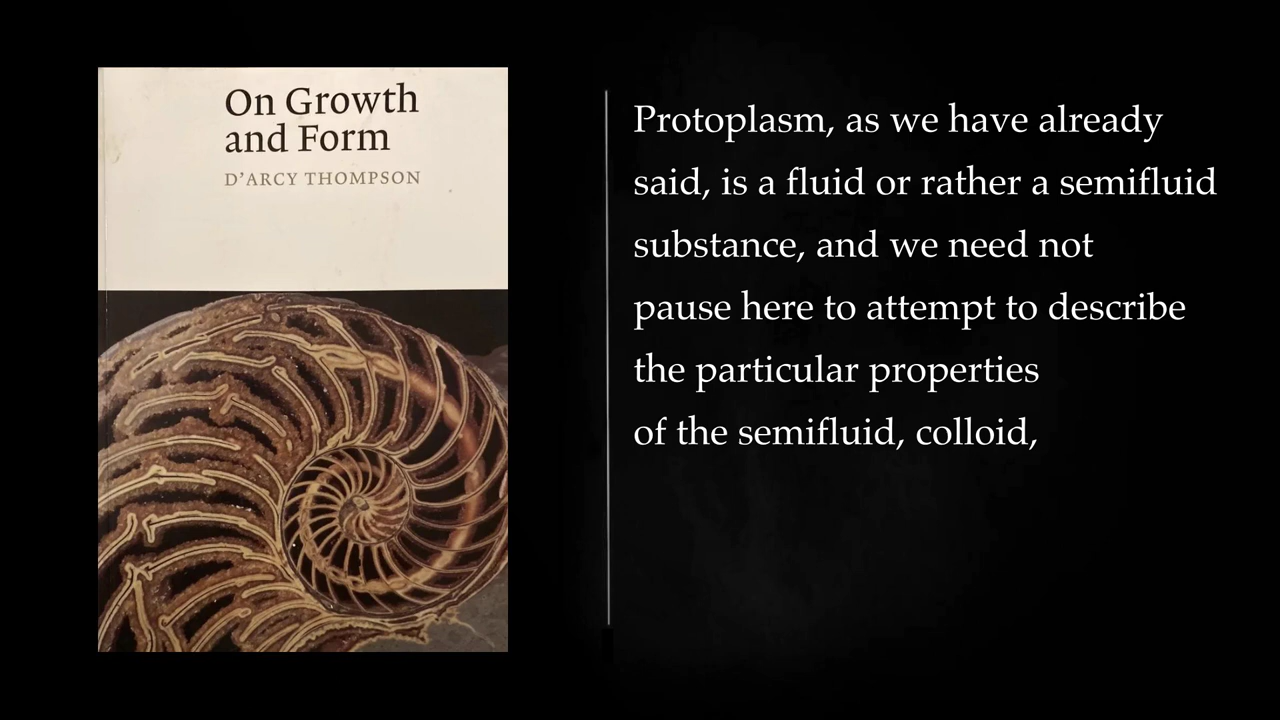 On Growth
and Form
D'ARCY THOMPSON
Protoplasm, as we have already
said, is a fluid or rather a semifluid
substance, and we need not
pause here to attempt to describe
the particular properties
of the semifluid, colloid,